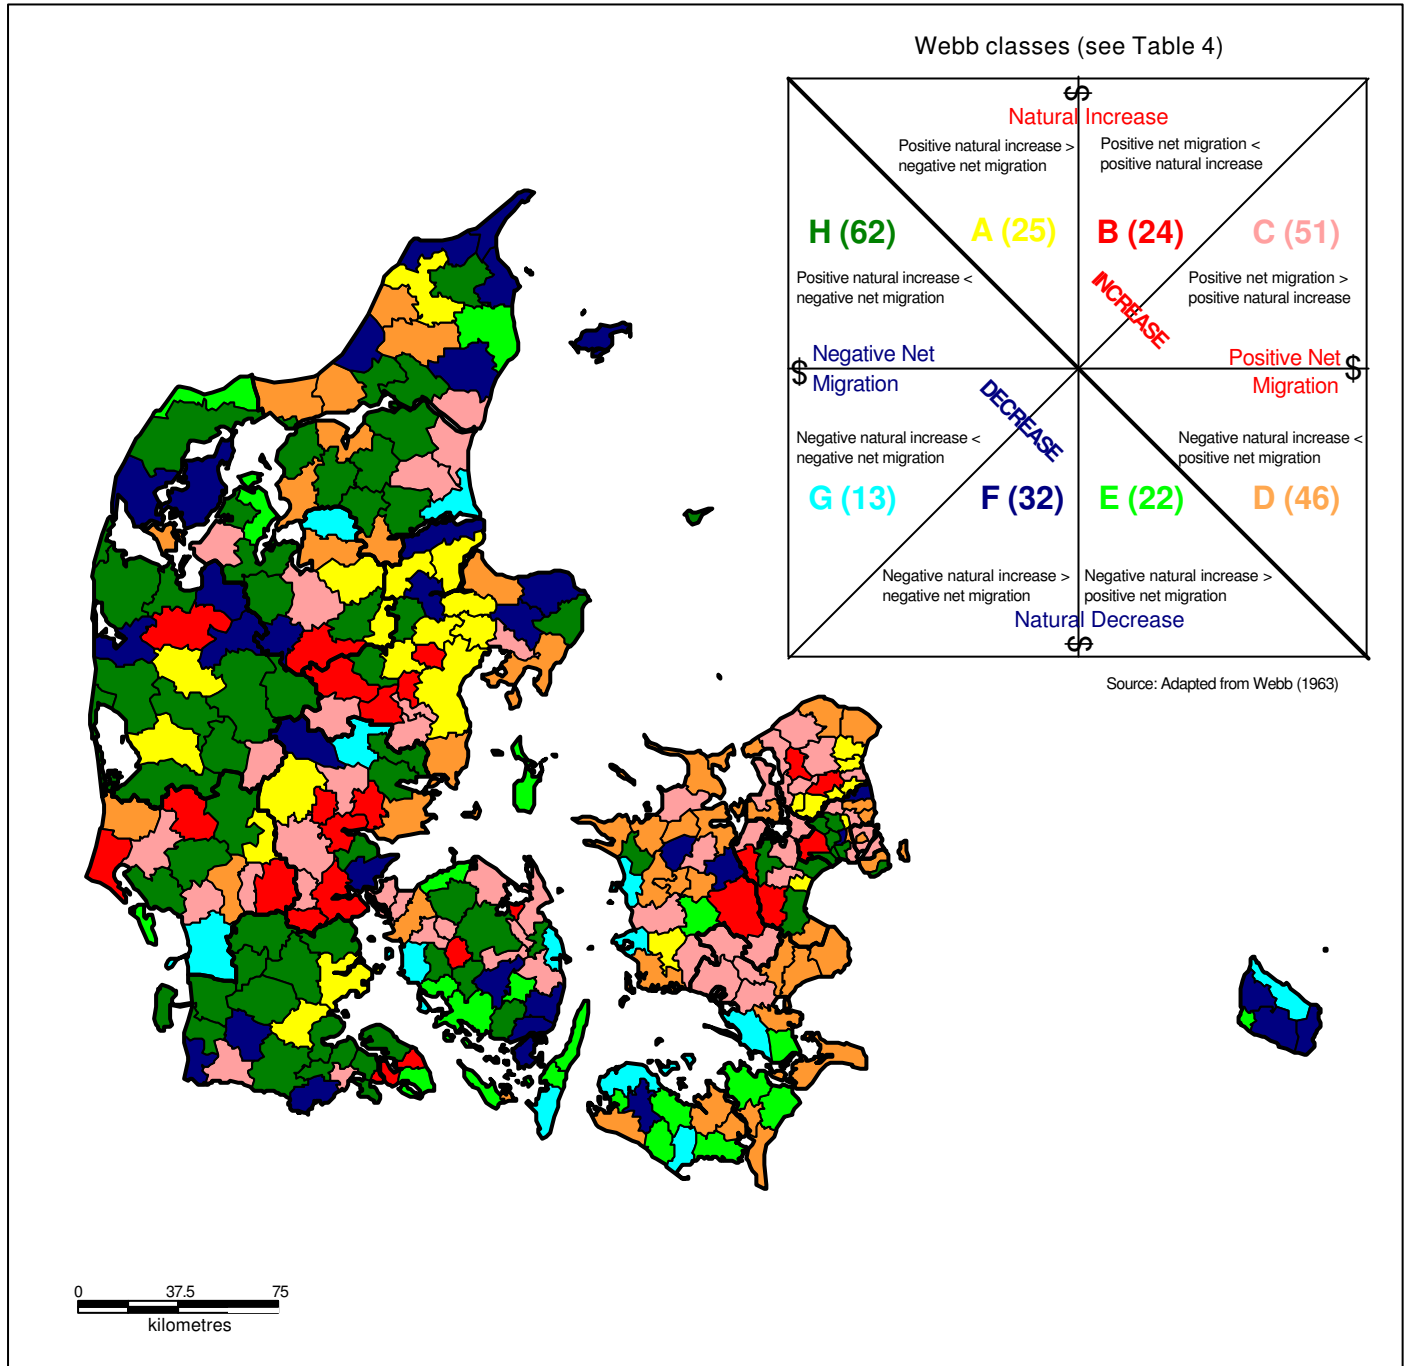 Webb classes (see Table 4)
$
Natural Increase
Positive natural increase >
negative net migration
Positive net migration <
positive natural increase
H (62)
A (25)
B (24)
C (51)
Positive natural increase <
negative net migration
INCREASE
Positive net migration >
positive natural increase
$ Negative Net
Migration
Positive Net $
Migration
DECREASE
Negative natural increase <
negative net migration
Negative natural increase <
positive net migration
G (13)
F (32)
E (22)
D (46)
Negative natural increase >
negative net migration
Negative natural increase >
positive net migration
Natural Decrease
$
Source: Adapted from Webb (1963)
0 37.5 75
kilometres